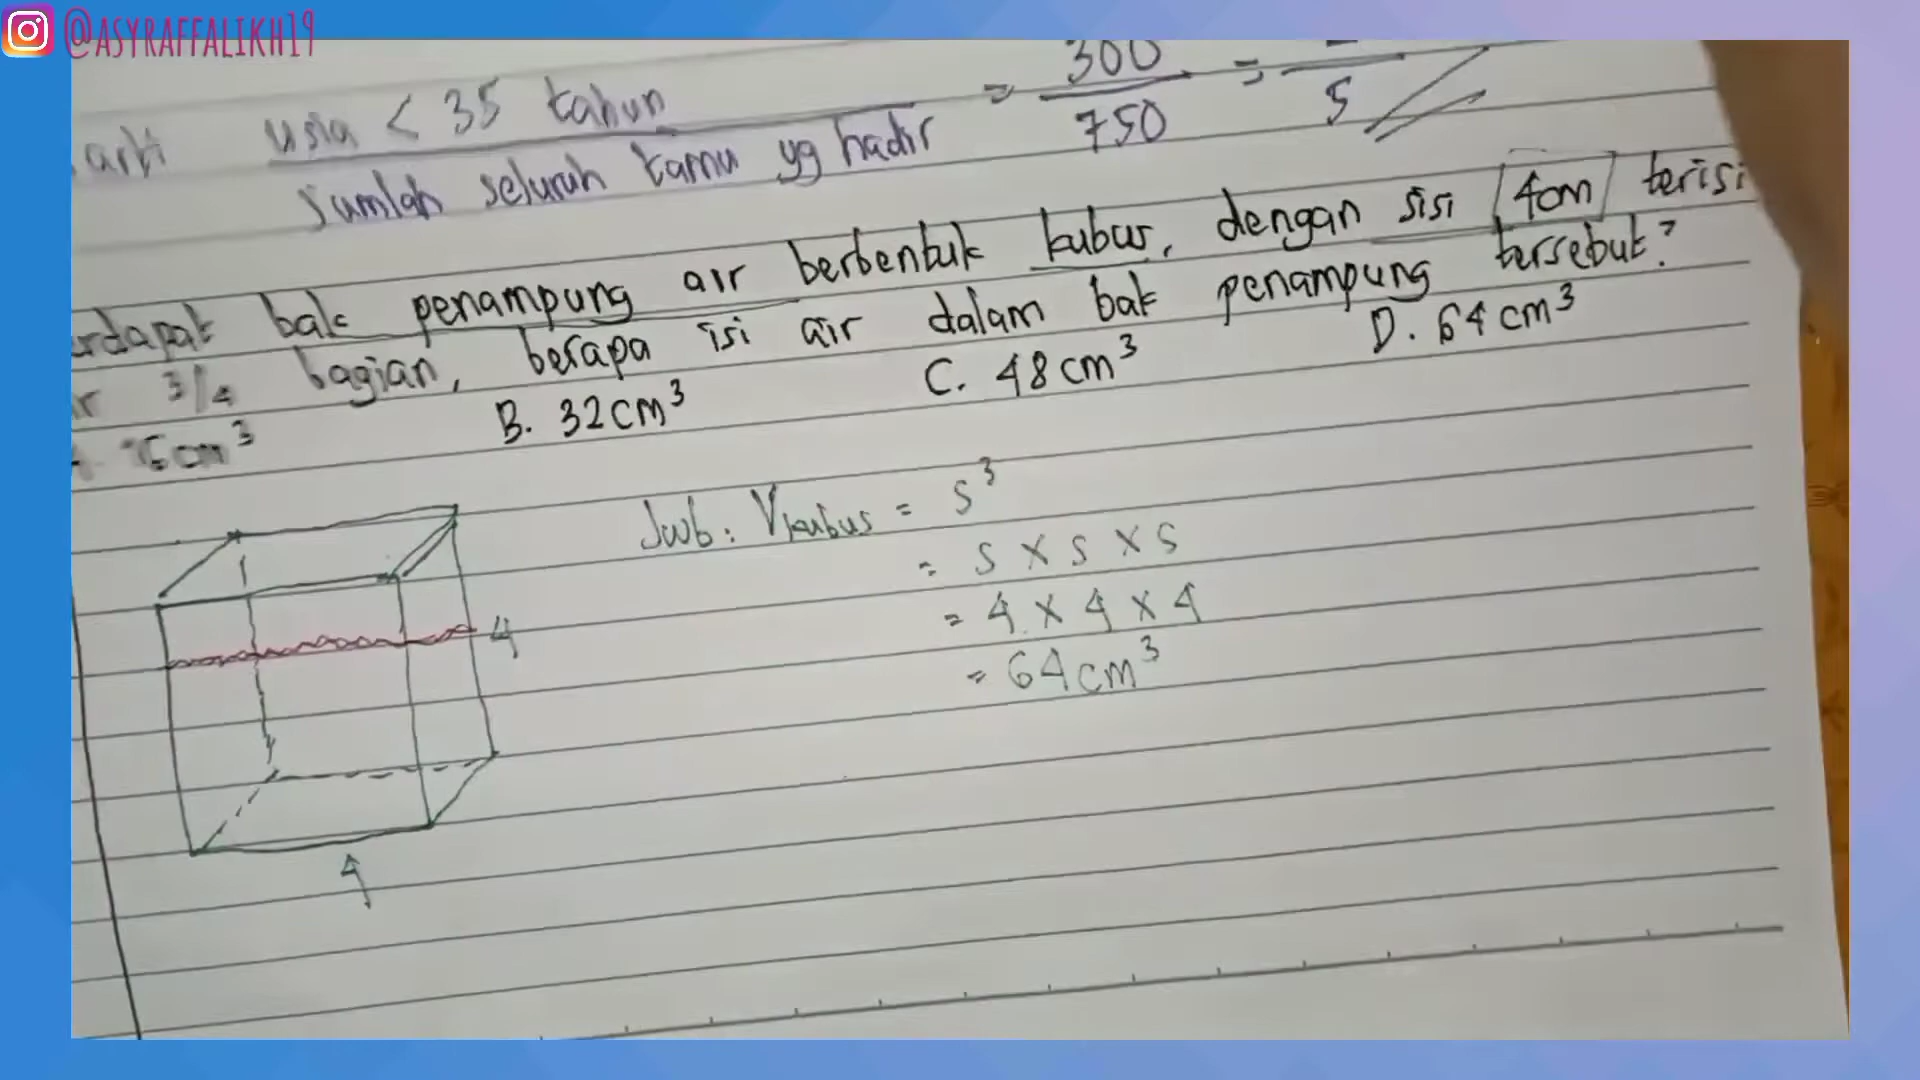 @ASYRAFFALIKH19
arti usia < 35 tahun = 300 =
Jumlah seluruh tamu yg hadir 750 5
rdapat bak penampung air berbentuk kubus, dengan sisi 4cm terisi
r 3/4 bagian, berapa isi air dalam bak penampung tersebut?
cm³ B. 32cm³ C. 48cm³ D. 64cm³
Jwb: Vkubus = s³
= s x s x s
= 4 x 4 x 4
= 64cm³
4
4